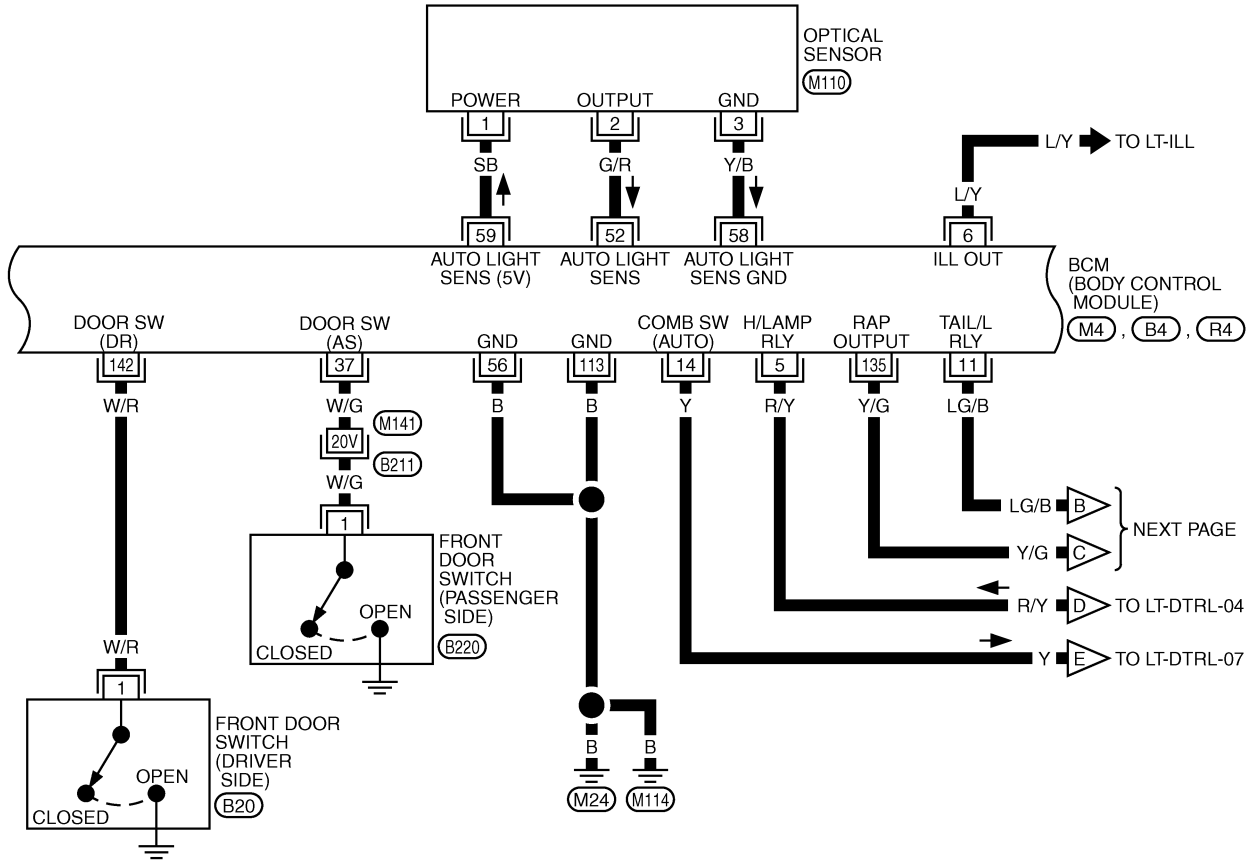 OPTICAL
SENSOR
M110
POWER
OUTPUT
GND
1
2
3
SB
G/R
Y/B
L/Y
TO LT-ILL
L/Y
59
52
58
6
AUTO LIGHT
SENS (5V)
AUTO LIGHT
SENS
AUTO LIGHT
SENS GND
ILL OUT
BCM
(BODY CONTROL
MODULE)
M4 , B4 , R4
DOOR SW
(DR)
DOOR SW
(AS)
GND
GND
COMB SW
(AUTO)
H/LAMP
RLY
RAP
OUTPUT
TAIL/L
RLY
142
37
56
113
14
5
135
11
W/R
W/G
B
B
Y
R/Y
Y/G
LG/B
M141
20V
B211
W/G
1
FRONT
DOOR
SWITCH
(PASSENGER
SIDE)
B220
OPEN
CLOSED
LG/B
B
Y/G
C
NEXT PAGE
R/Y
D
TO LT-DTRL-04
Y
E
TO LT-DTRL-07
W/R
1
FRONT DOOR
SWITCH
(DRIVER
SIDE)
B20
OPEN
CLOSED
B
B
M24
M114